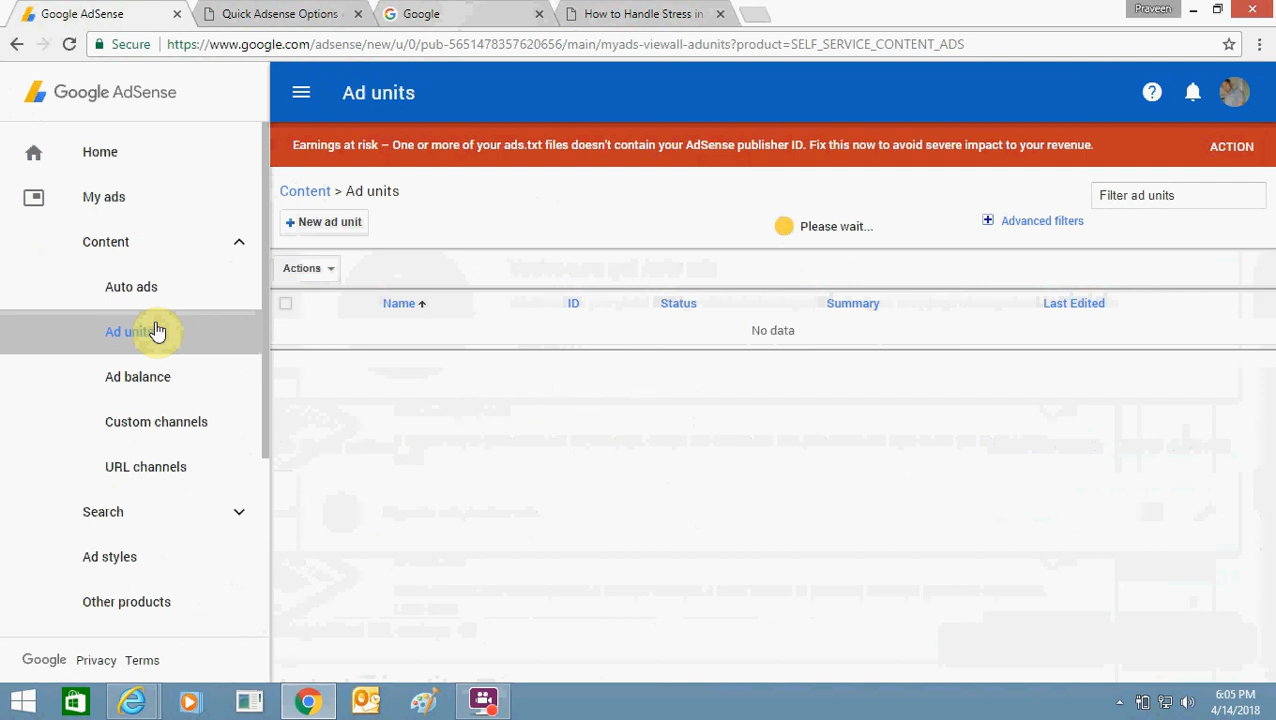 Google AdSense
Quick Adsense Options
Google
How to Handle Stress in
Praveen
Secure
https://www.google.com/adsense/new/u/0/pub-5651478357620656/main/myads-viewall-adunits?product=SELF_SERVICE_CONTENT_ADS
Google AdSense
Ad units
Home
My ads
Content
Auto ads
Ad units
Ad balance
Custom channels
URL channels
Search
Ad styles
Other products
Google Privacy Terms
Earnings at risk – One or more of your ads.txt files doesn't contain your AdSense publisher ID. Fix this now to avoid severe impact to your revenue.
ACTION
Content > Ad units
Filter ad units
+ New ad unit
Please wait...
Advanced filters
Actions
Name ID Status Summary Last Edited
No data
6:05 PM
4/14/2018